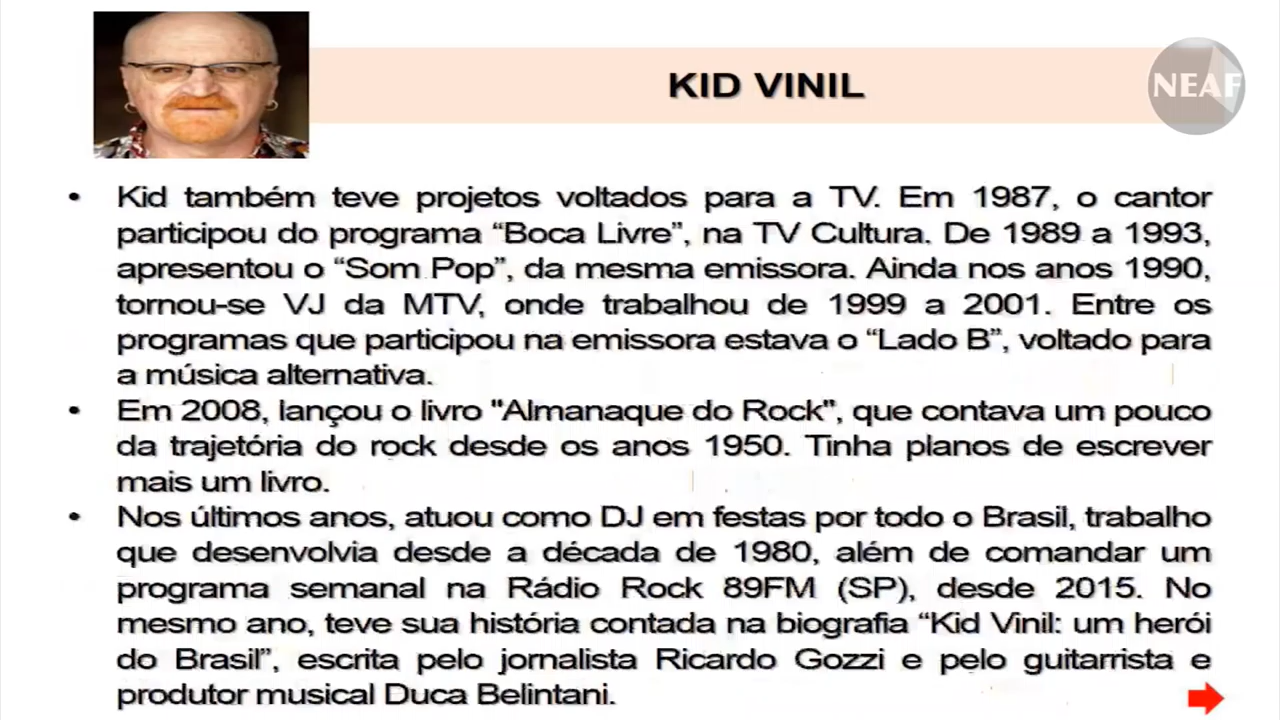 KID VINIL
NEAF
• Kid também teve projetos voltados para a TV. Em 1987, o cantor
participou do programa “Boca Livre”, na TV Cultura. De 1989 a 1993,
apresentou o “Som Pop”, da mesma emissora. Ainda nos anos 1990,
tornou-se VJ da MTV, onde trabalhou de 1999 a 2001. Entre os
programas que participou na emissora estava o “Lado B”, voltado para
a música alternativa.
• Em 2008, lançou o livro "Almanaque do Rock", que contava um pouco
da trajetória do rock desde os anos 1950. Tinha planos de escrever
mais um livro.
• Nos últimos anos, atuou como DJ em festas por todo o Brasil, trabalho
que desenvolvia desde a década de 1980, além de comandar um
programa semanal na Rádio Rock 89FM (SP), desde 2015. No
mesmo ano, teve sua história contada na biografia “Kid Vinil: um herói
do Brasil”, escrita pelo jornalista Ricardo Gozzi e pelo guitarrista e
produtor musical Duca Belintani.